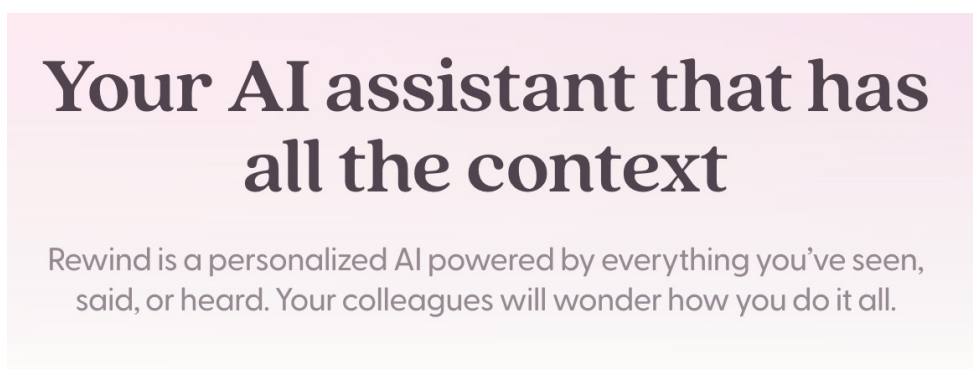 Your AI assistant that has
all the context
Rewind is a personalized AI powered by everything you’ve seen,
said, or heard. Your colleagues will wonder how you do it all.